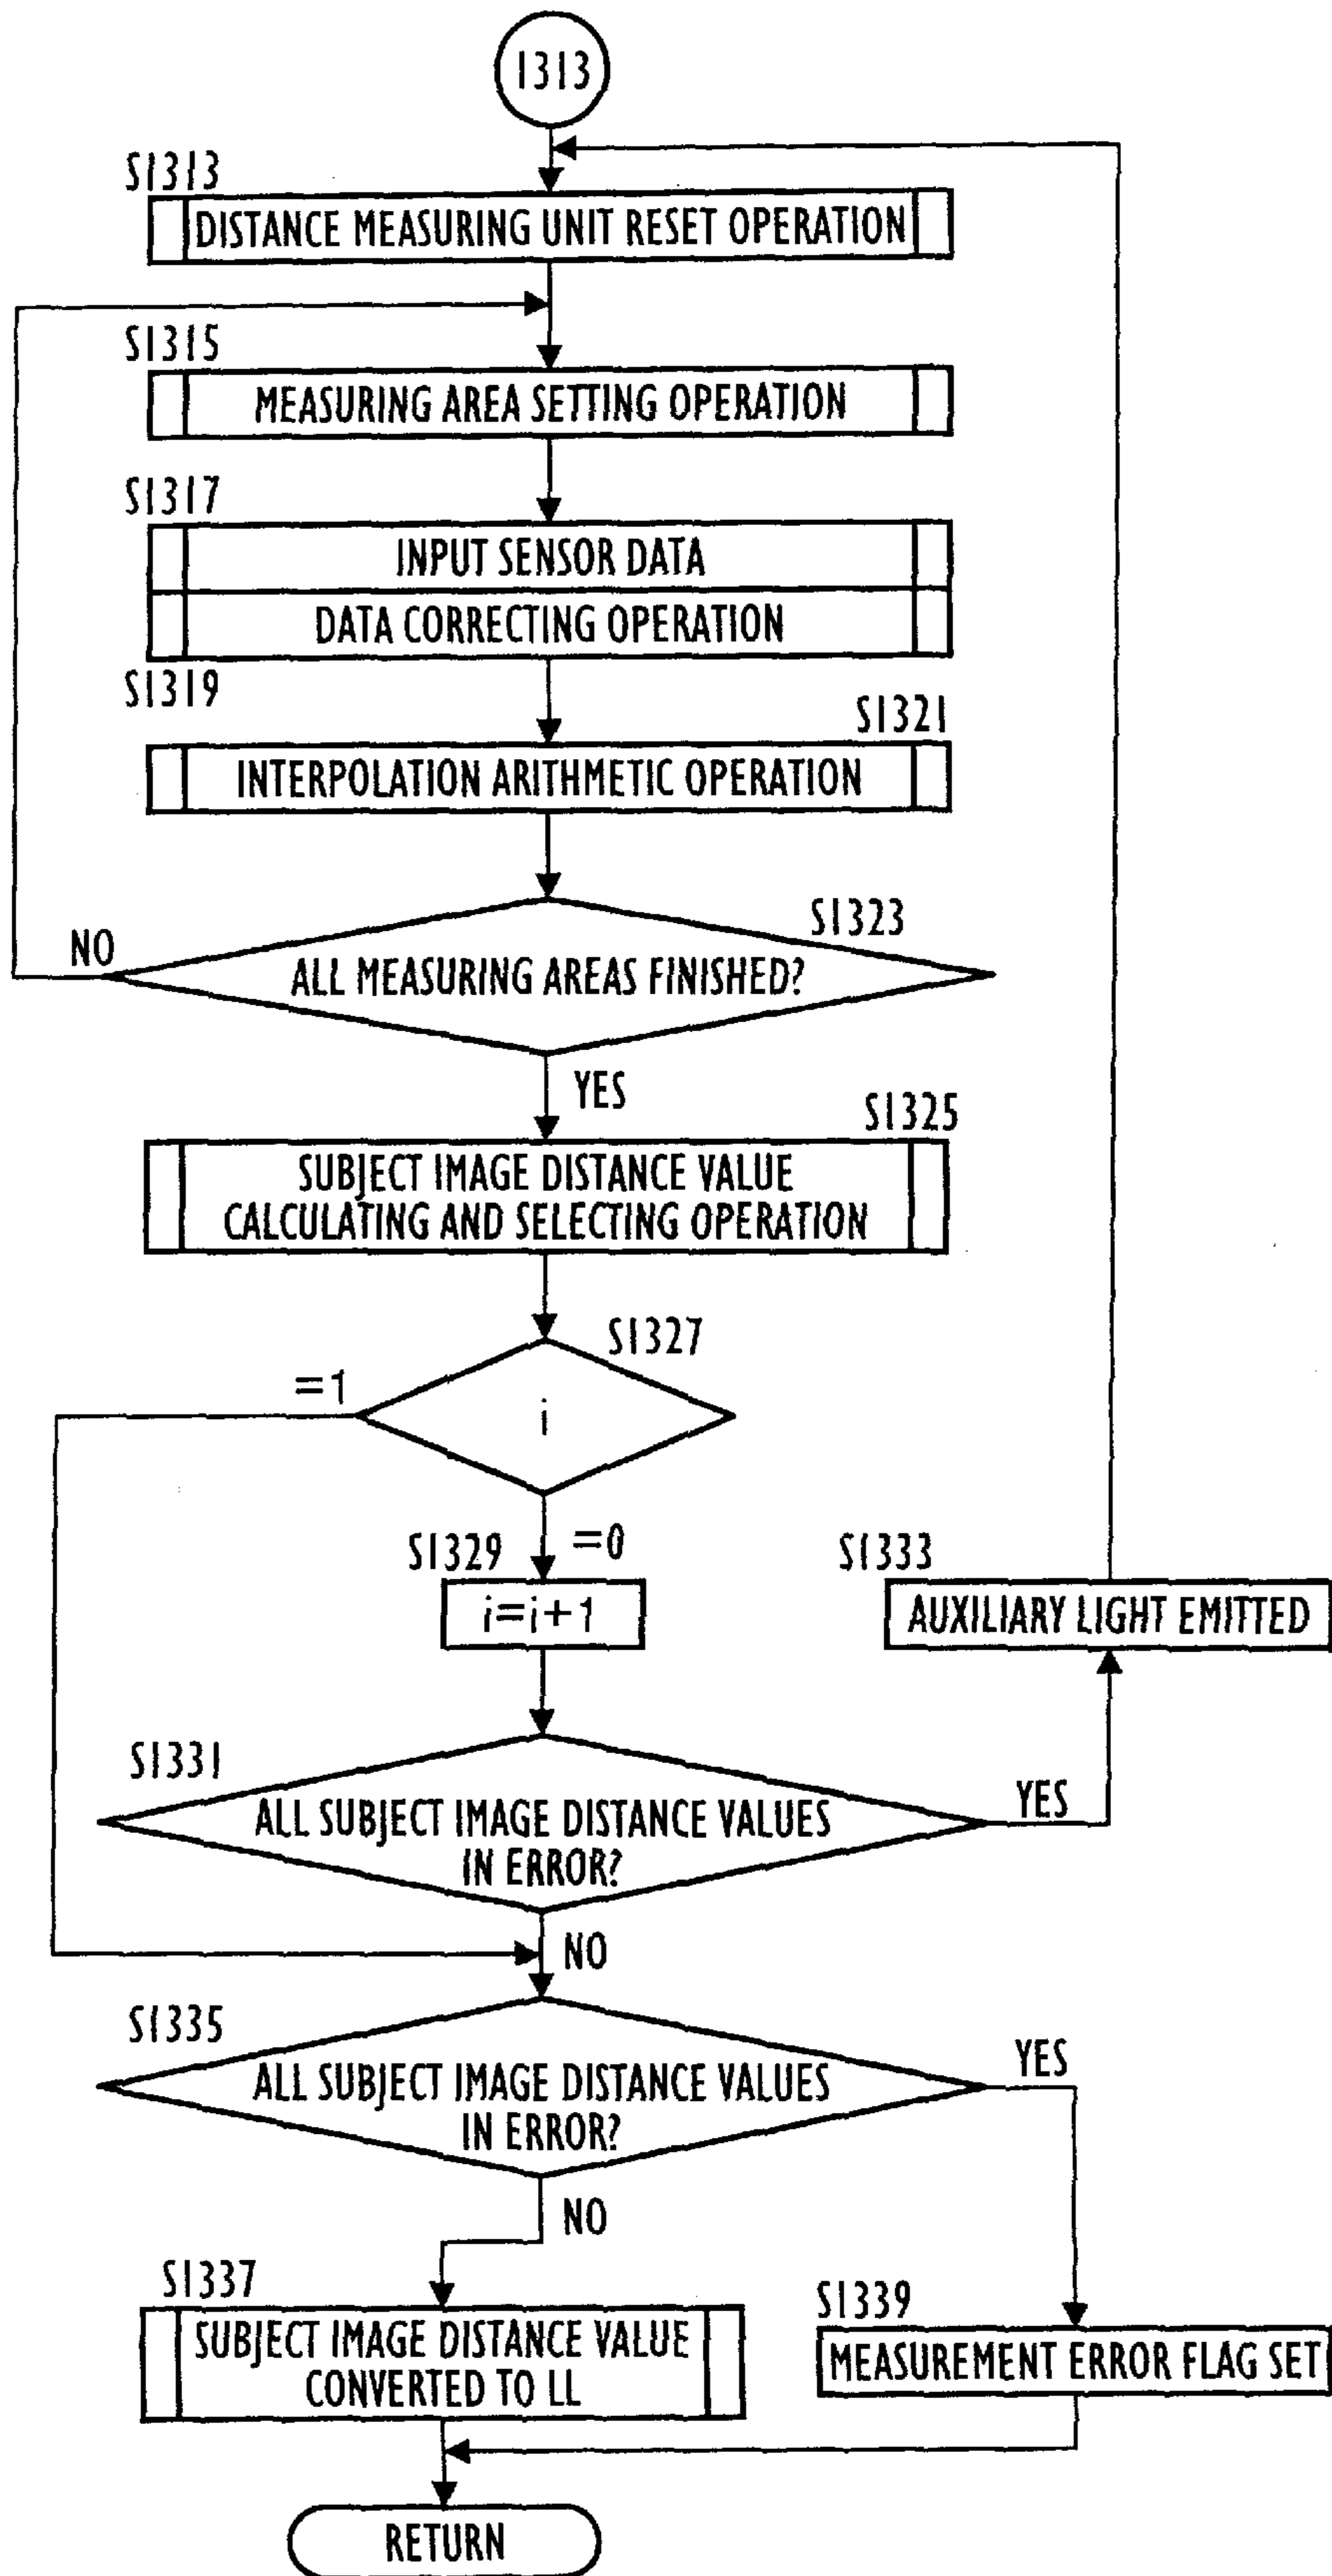 1313
S1313
DISTANCE MEASURING UNIT RESET OPERATION
S1315
MEASURING AREA SETTING OPERATION
S1317
INPUT SENSOR DATA
DATA CORRECTING OPERATION
S1319
S1321
INTERPOLATION ARITHMETIC OPERATION
S1323
NO
ALL MEASURING AREAS FINISHED?
YES
S1325
SUBJECT IMAGE DISTANCE VALUE
CALCULATING AND SELECTING OPERATION
S1327
=1
i
=0
S1329
i=i+1
S1333
AUXILIARY LIGHT EMITTED
S1331
ALL SUBJECT IMAGE DISTANCE VALUES
IN ERROR?
YES
NO
S1335
ALL SUBJECT IMAGE DISTANCE VALUES
IN ERROR?
YES
NO
S1337
SUBJECT IMAGE DISTANCE VALUE
CONVERTED TO LL
S1339
MEASUREMENT ERROR FLAG SET
RETURN